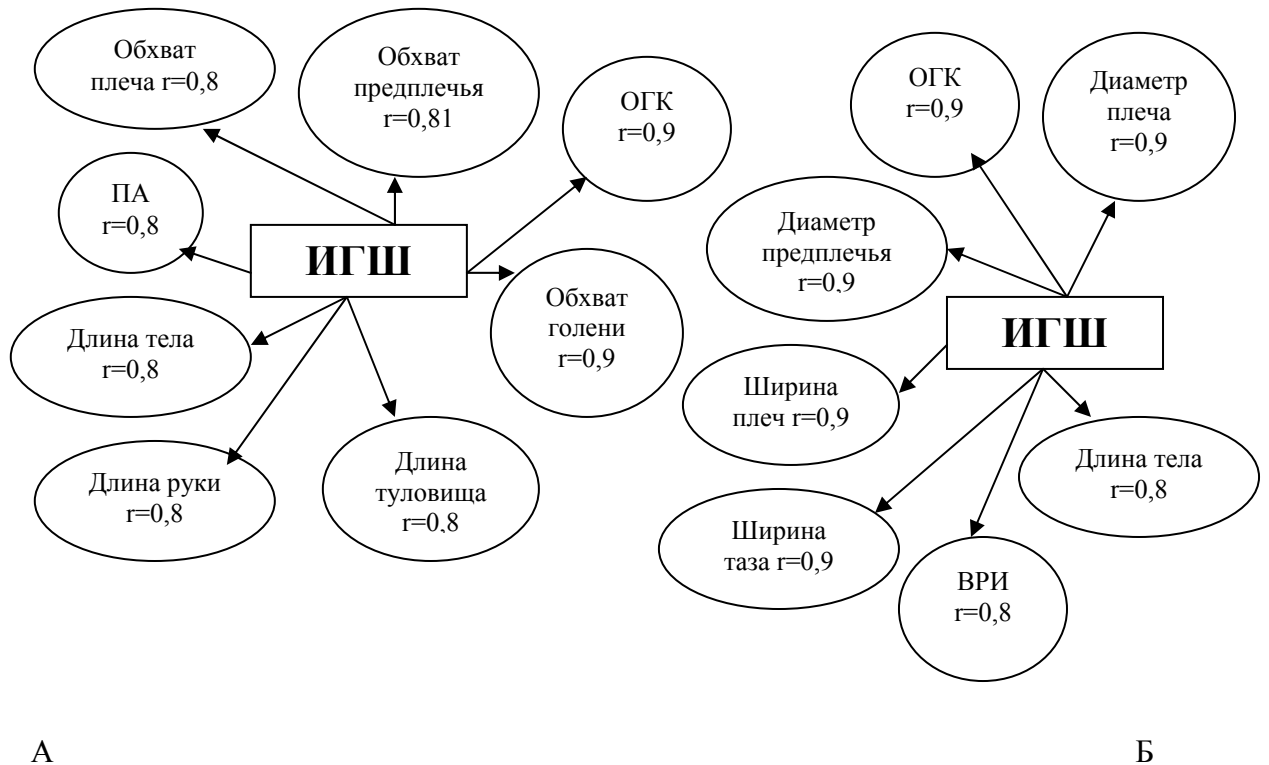 Обхват
плеча r=0,8
Обхват
предплечья
r=0,81
ОГК
r=0,9
ПА
r=0,8
ИГШ
Обхват
голени
r=0,9
Длина тела
r=0,8
Длина руки
r=0,8
Длина
туловища
r=0,8
А
ОГК
r=0,9
Диаметр
плеча
r=0,9
Диаметр
предплечья
r=0,9
ИГШ
Ширина
плеч r=0,9
Длина тела
r=0,8
Ширина
таза r=0,9
ВРИ
r=0,8
Б